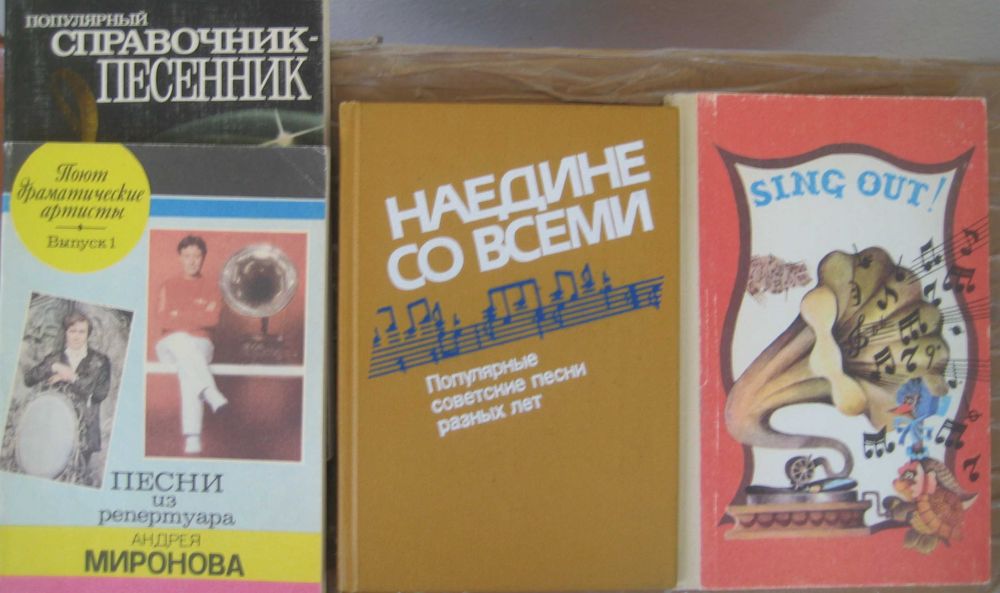 ПОПУЛЯРНЫЙ
СПРАВОЧНИК-
ПЕСЕННИК
Поют
драматические
артисты
Выпуск 1
ПЕСНИ
из
репертуара
АНДРЕЯ
МИРОНОВА
НАЕДИНЕ
СО ВСЕМИ
Популярные
советские песни
разных лет
SING OUT!